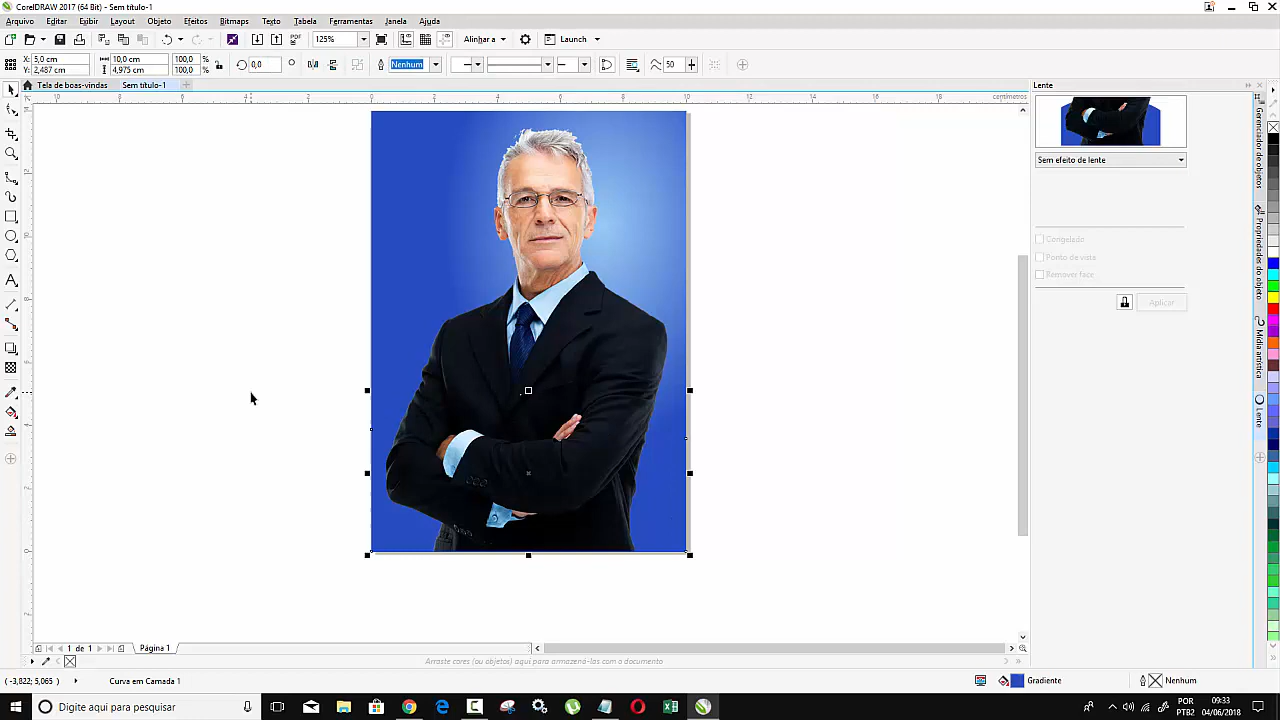 CorelDRAW 2017 (64 Bit) - Sem título-1
Arquivo Editar Exibir Layout Objeto Efeitos Bitmaps Texto Tabela Ferramentas Janela Ajuda
125% Alinhar Launch
X: 5,0 cm 10,0 cm 100,0 % 0,0 Nenhum 50
Y: 2,487 cm 4,975 cm 100,0 %
Tela de boas-vindas Sem título-1 Lente
centímetros
Sem efeito de lente
Congelado
Ponto de vista
Remover face
Aplicar
Gerenciador de objetos
Propriedades do objeto
Mídia artística
Lente
1 de 1 Página 1
Arraste cores (ou objetos) aqui para armazená-las com o documento
( -3,822; 5,065 ) Curva em Camada 1 Gradiente Nenhum
Digite aqui para pesquisar POR 09:33
PTB2 04/06/2018